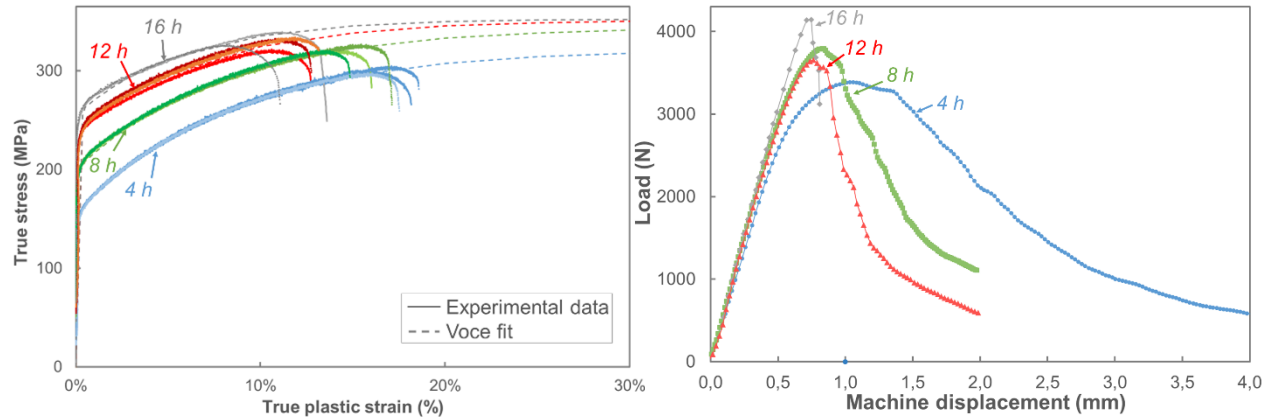 True stress (MPa)
300
200
100
0
16 h
12 h
8 h
4 h
Experimental data
Voce fit
0%
10%
20%
30%
True plastic strain (%)
Load (N)
4000
3000
2000
1000
0
16 h
12 h
8 h
4 h
0,0
0,5
1,0
1,5
2,0
2,5
3,0
3,5
4,0
Machine displacement (mm)